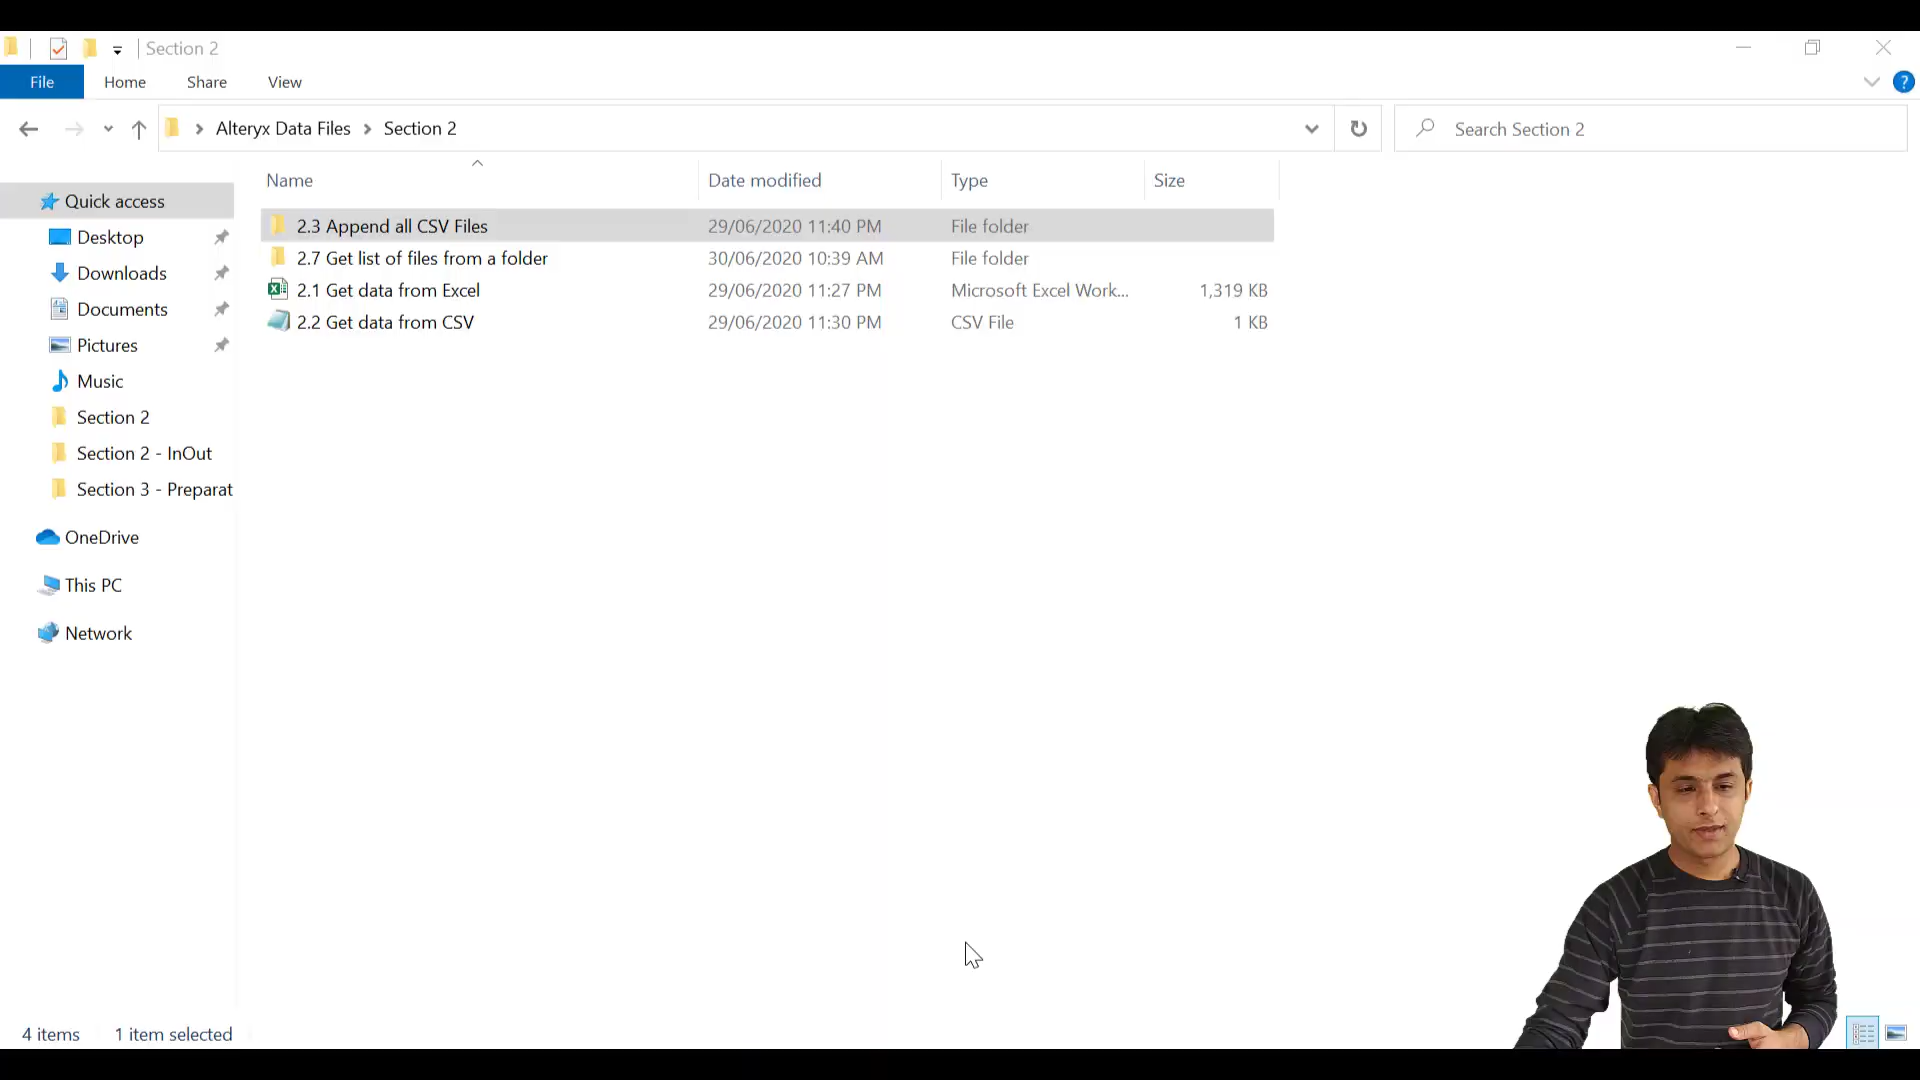 Section 2
File Home Share View
?
Alteryx Data Files Section 2
Search Section 2
Name Date modified Type Size
Quick access
Desktop
Downloads
Documents
Pictures
Music
Section 2
Section 2 - InOut
Section 3 - Preparat
OneDrive
This PC
Network
2.3 Append all CSV Files 29/06/2020 11:40 PM File folder
2.7 Get list of files from a folder 30/06/2020 10:39 AM File folder
2.1 Get data from Excel 29/06/2020 11:27 PM Microsoft Excel Work... 1,319 KB
2.2 Get data from CSV 29/06/2020 11:30 PM CSV File 1 KB
4 items 1 item selected